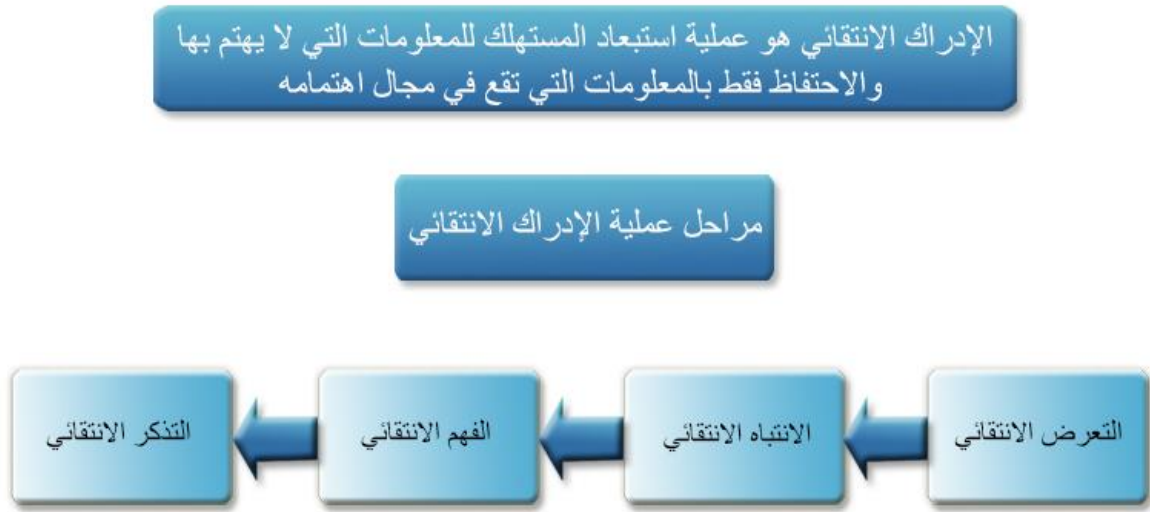 الإدراك الانتقائي هو عملية استبعاد المستهلك للمعلومات التي لا يهتم بها
والاحتفاظ فقط بالمعلومات التي تقع في مجال اهتمامه
مراحل عملية الإدراك الانتقائي
التعرض الانتقائي
الانتباه الانتقائي
الفهم الانتقائي
التذكر الانتقائي